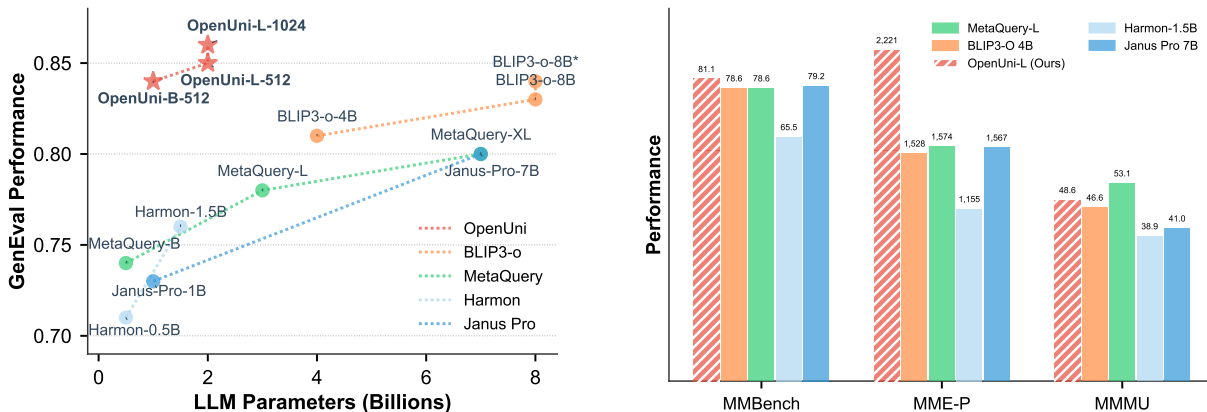 GenEval Performance
0.85
0.80
0.75
0.70
OpenUni-L-1024
OpenUni-L-512
OpenUni-B-512
BLIP3-o-8B*
BLIP3-o-8B
BLIP3-o-4B
MetaQuery-XL
Janus-Pro-7B
MetaQuery-L
Harmon-1.5B
MetaQuery-B
Janus-Pro-1B
Harmon-0.5B
OpenUni
BLIP3-o
MetaQuery
Harmon
Janus Pro
0 2 4 6 8
LLM Parameters (Billions)
Performance
MetaQuery-L
BLIP3-O 4B
OpenUni-L (Ours)
Harmon-1.5B
Janus Pro 7B
81.1 78.6 78.6 65.5 79.2
2,221 1,528 1,574 1,155 1,567
48.6 46.6 53.1 38.9 41.0
MMBench MME-P MMMU